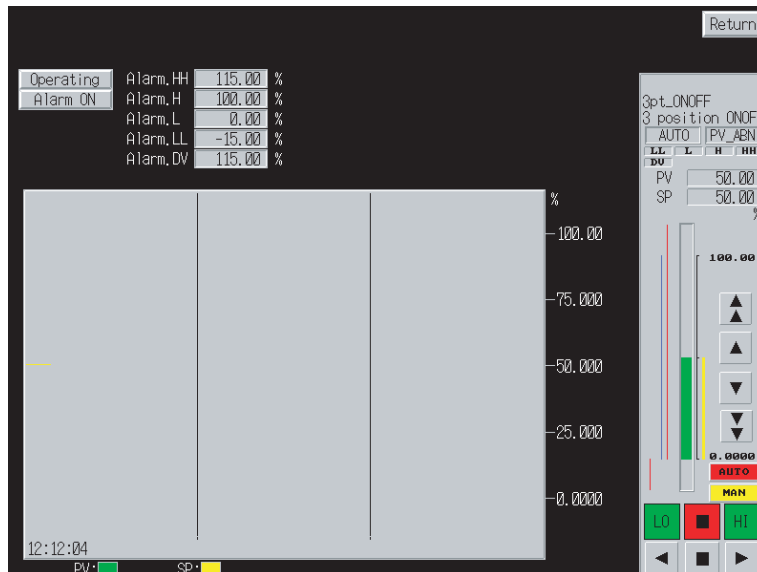 Return
Operating
Alarm ON
Alarm.HH 115.00 %
Alarm.H 100.00 %
Alarm.L 0.00 %
Alarm.LL -15.00 %
Alarm.DV 115.00 %
%
100.00
75.000
50.000
25.000
0.0000
12:12:04
PV: SP:
3pt_ONOFF
3 position ONOF
AUTO PV_ABN
LL L H HH
DV
PV 50.00
SP 50.00
%
100.00
0.0000
AUTO
MAN
LO HI